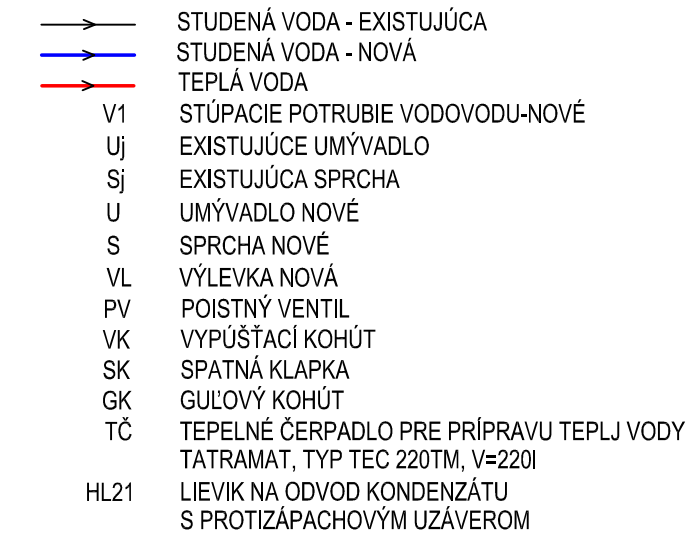 STUDENÁ VODA - EXISTUJÚCA
STUDENÁ VODA - NOVÁ
TEPLÁ VODA
V1 STÚPACIE POTRUBIE VODOVODU-NOVÉ
Uj EXISTUJÚCE UMÝVADLO
Sj EXISTUJÚCA SPRCHA
U UMÝVADLO NOVÉ
S SPRCHA NOVÉ
VL VÝLEVKA NOVÁ
PV POISTNÝ VENTIL
VK VYPÚŠŤACÍ KOHÚT
SK SPATNÁ KLAPKA
GK GUĽOVÝ KOHÚT
TČ TEPELNÉ ČERPADLO PRE PRÍPRAVU TEPLJ VODY
TATRAMAT, TYP TEC 220TM, V=220l
HL21 LIEVIK NA ODVOD KONDENZÁTU
S PROTIZÁPACHOVÝM UZÁVEROM